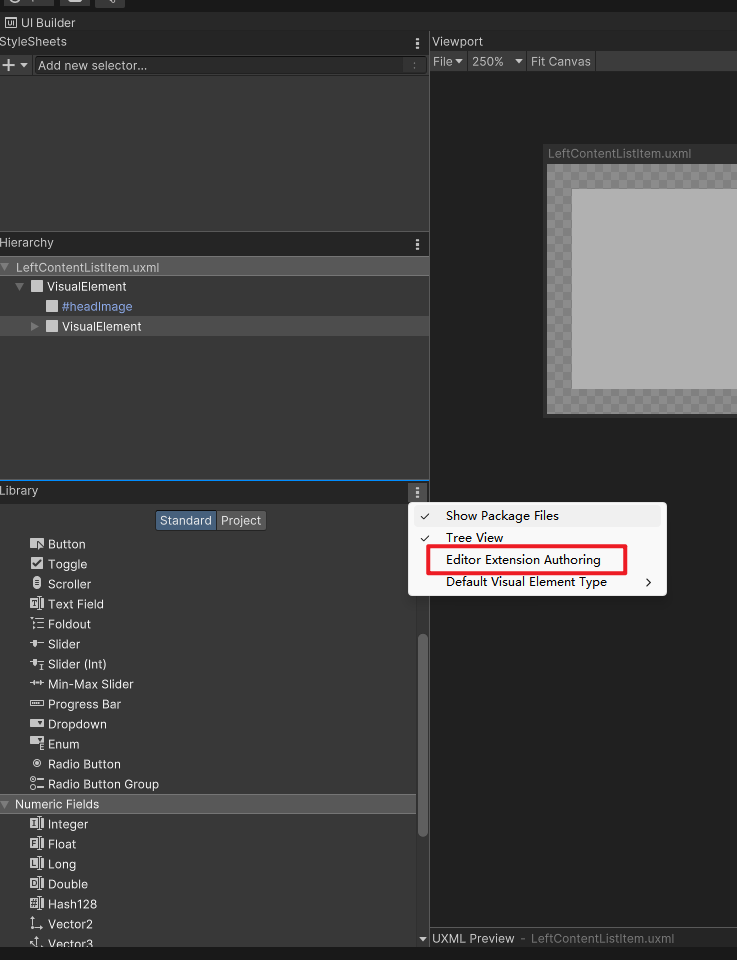 UI Builder
StyleSheets
Add new selector...
Hierarchy
LeftContentListItem.uxml
VisualElement
#headImage
VisualElement
Library
Standard
Project
Button
Toggle
Scroller
Text Field
Foldout
Slider
Slider (Int)
Min-Max Slider
Progress Bar
Dropdown
Enum
Radio Button
Radio Button Group
Numeric Fields
Integer
Float
Long
Double
Hash128
Vector2
Vector3
Viewport
File
250%
Fit Canvas
LeftContentListItem.uxml
Show Package Files
Tree View
Editor Extension Authoring
Default Visual Element Type
UXML Preview - LeftContentListItem.uxml